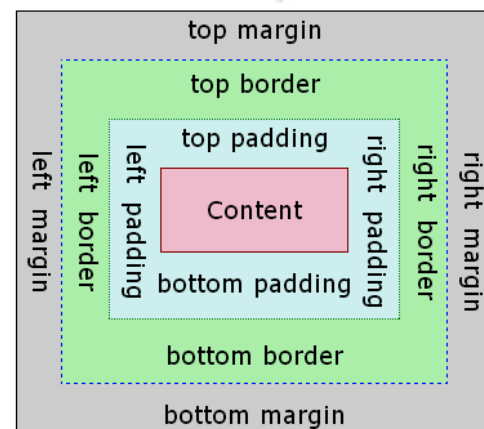 top margin
top border
top padding
left margin
left border
left padding
Content
right padding
right border
right margin
bottom padding
bottom border
bottom margin